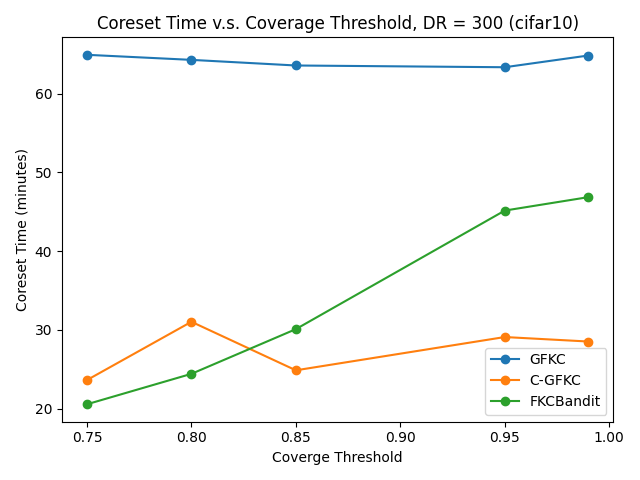 Coreset Time v.s. Coverage Threshold, DR = 300 (cifar10)
Coreset Time (minutes)
60
50
40
30
20
GFKC
C-GFKC
FKCBandit
0.75 0.80 0.85 0.90 0.95 1.00
Coverge Threshold